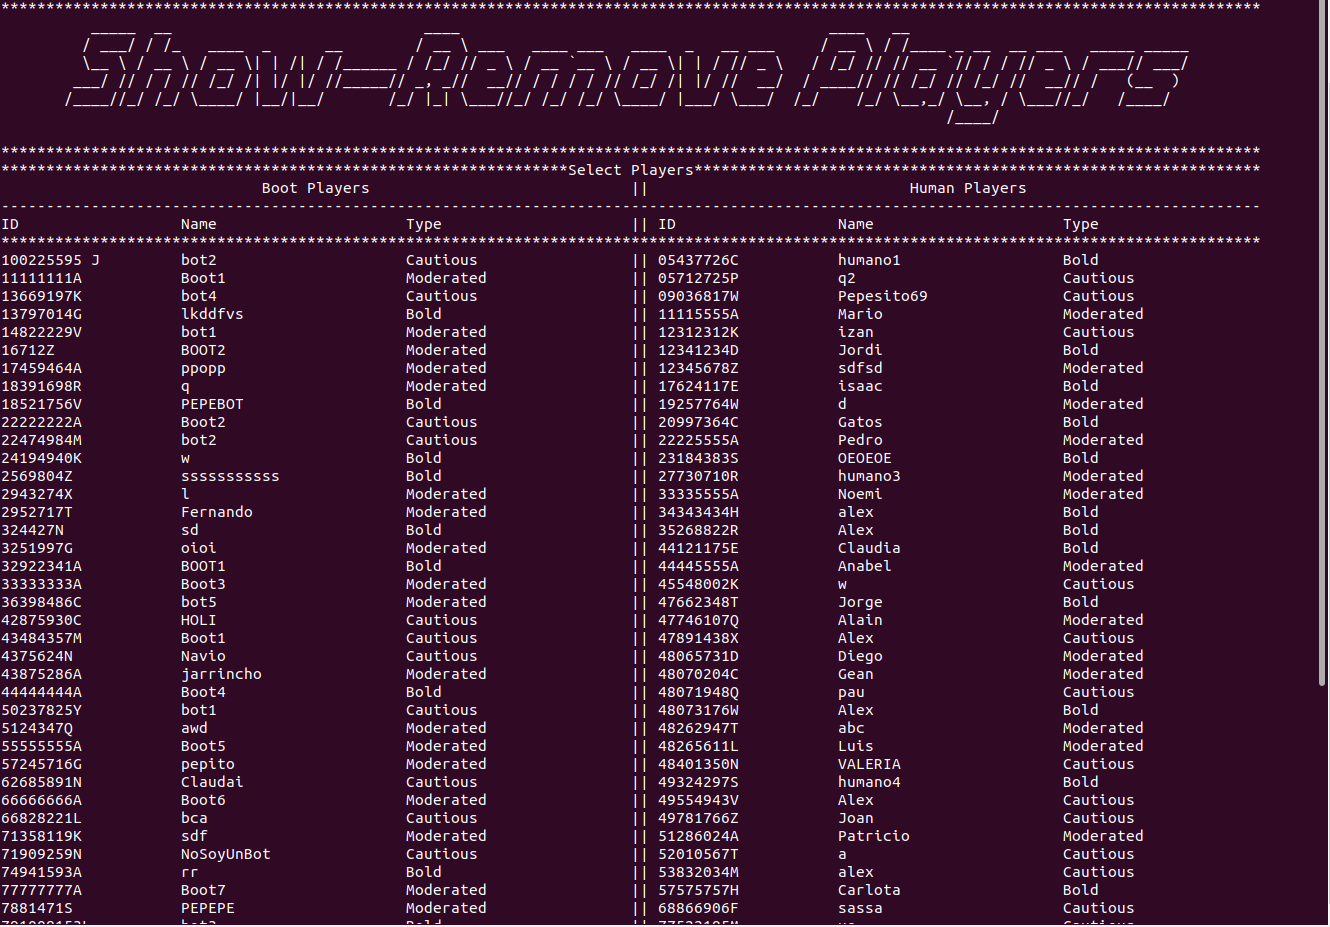 Show-Remove Players
Select Players
Boot Players || Human Players
ID Name Type || ID Name Type
100225595 J bot2 Cautious || 05437726C humano1 Bold
11111111A Boot1 Moderated || 05712725P q2 Cautious
13669197K bot4 Cautious || 09036817W Pepesito69 Cautious
13797014G lkddfvs Bold || 11115555A Mario Moderated
14822229V bot1 Moderated || 12312312K izan Cautious
16712Z BOOT2 Moderated || 12341234D Jordi Bold
17459464A ppopp Moderated || 12345678Z sdfsd Moderated
18391698R q Moderated || 17624117E isaac Bold
18521756V PEPEBOT Bold || 19257764W d Moderated
22222222A Boot2 Cautious || 20997364C Gatos Bold
22474984M bot2 Cautious || 22225555A Pedro Moderated
24194940K w Bold || 23184383S OEOEOE Bold
2569804Z sssssssssss Bold || 27730710R humano3 Moderated
2943274X l Moderated || 33335555A Noemi Moderated
2952717T Fernando Moderated || 34343434H alex Bold
324427N sd Bold || 35268822R Alex Bold
3251997G oioi Moderated || 44121175E Claudia Bold
32922341A BOOT1 Bold || 44445555A Anabel Moderated
33333333A Boot3 Moderated || 45548002K w Cautious
36398486C bot5 Moderated || 47662348T Jorge Bold
42875930C HOLI Cautious || 47746107Q Alain Moderated
43484357M Boot1 Cautious || 47891438X Alex Cautious
4375624N Navio Cautious || 48065731D Diego Moderated
43875286A jarrincho Moderated || 48070204C Gean Moderated
44444444A Boot4 Bold || 48071948Q pau Cautious
50237825Y bot1 Cautious || 48073176W Alex Bold
5124347Q awd Moderated || 48262947T abc Moderated
55555555A Boot5 Moderated || 48265611L Luis Moderated
57245716G pepito Moderated || 48401350N VALERIA Cautious
62685891N Claudai Cautious || 49324297S humano4 Bold
66666666A Boot6 Moderated || 49554943V Alex Cautious
66828221L bca Cautious || 49781766Z Joan Cautious
71358119K sdf Moderated || 51286024A Patricio Moderated
71909259N NoSoyUnBot Cautious || 52010567T a Cautious
74941593A rr Bold || 53832034M alex Cautious
77777777A Boot7 Moderated || 57575757H Carlota Bold
7881471S PEPEPE Moderated || 68866906F sassa Cautious